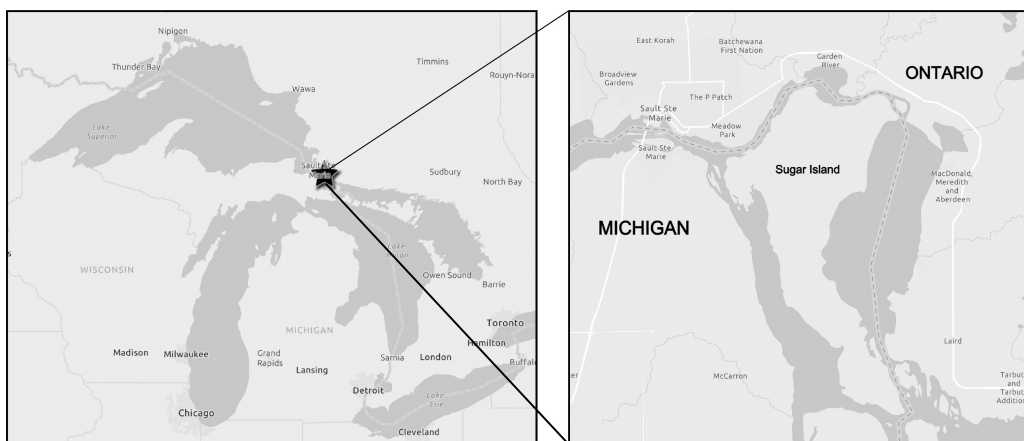 Nipigon
Thunder Bay
Timmins
Rouyn-Nora
Wawa
Lake
Superior
Sault Ste
Marie
Sudbury
North Bay
Lake
Huron
WISCONSIN
Owen Sound
Barrie
MICHIGAN
Toronto
Hamilton
Madison
Milwaukee
Grand
Rapids
Lansing
Sarnia
London
Buffalo
Detroit
Lake
Erie
Chicago
Cleveland
East Korah
Batchewana
First Nation
Garden
River
ONTARIO
Broadview
Gardens
The P Patch
Sault Ste
Marie
Meadow
Park
Sault Ste
Marie
Sugar Island
MacDonald,
Meredith
and
Aberdeen
MICHIGAN
Laird
er
McCarron
Tarbut
and
Tarbut
Addition